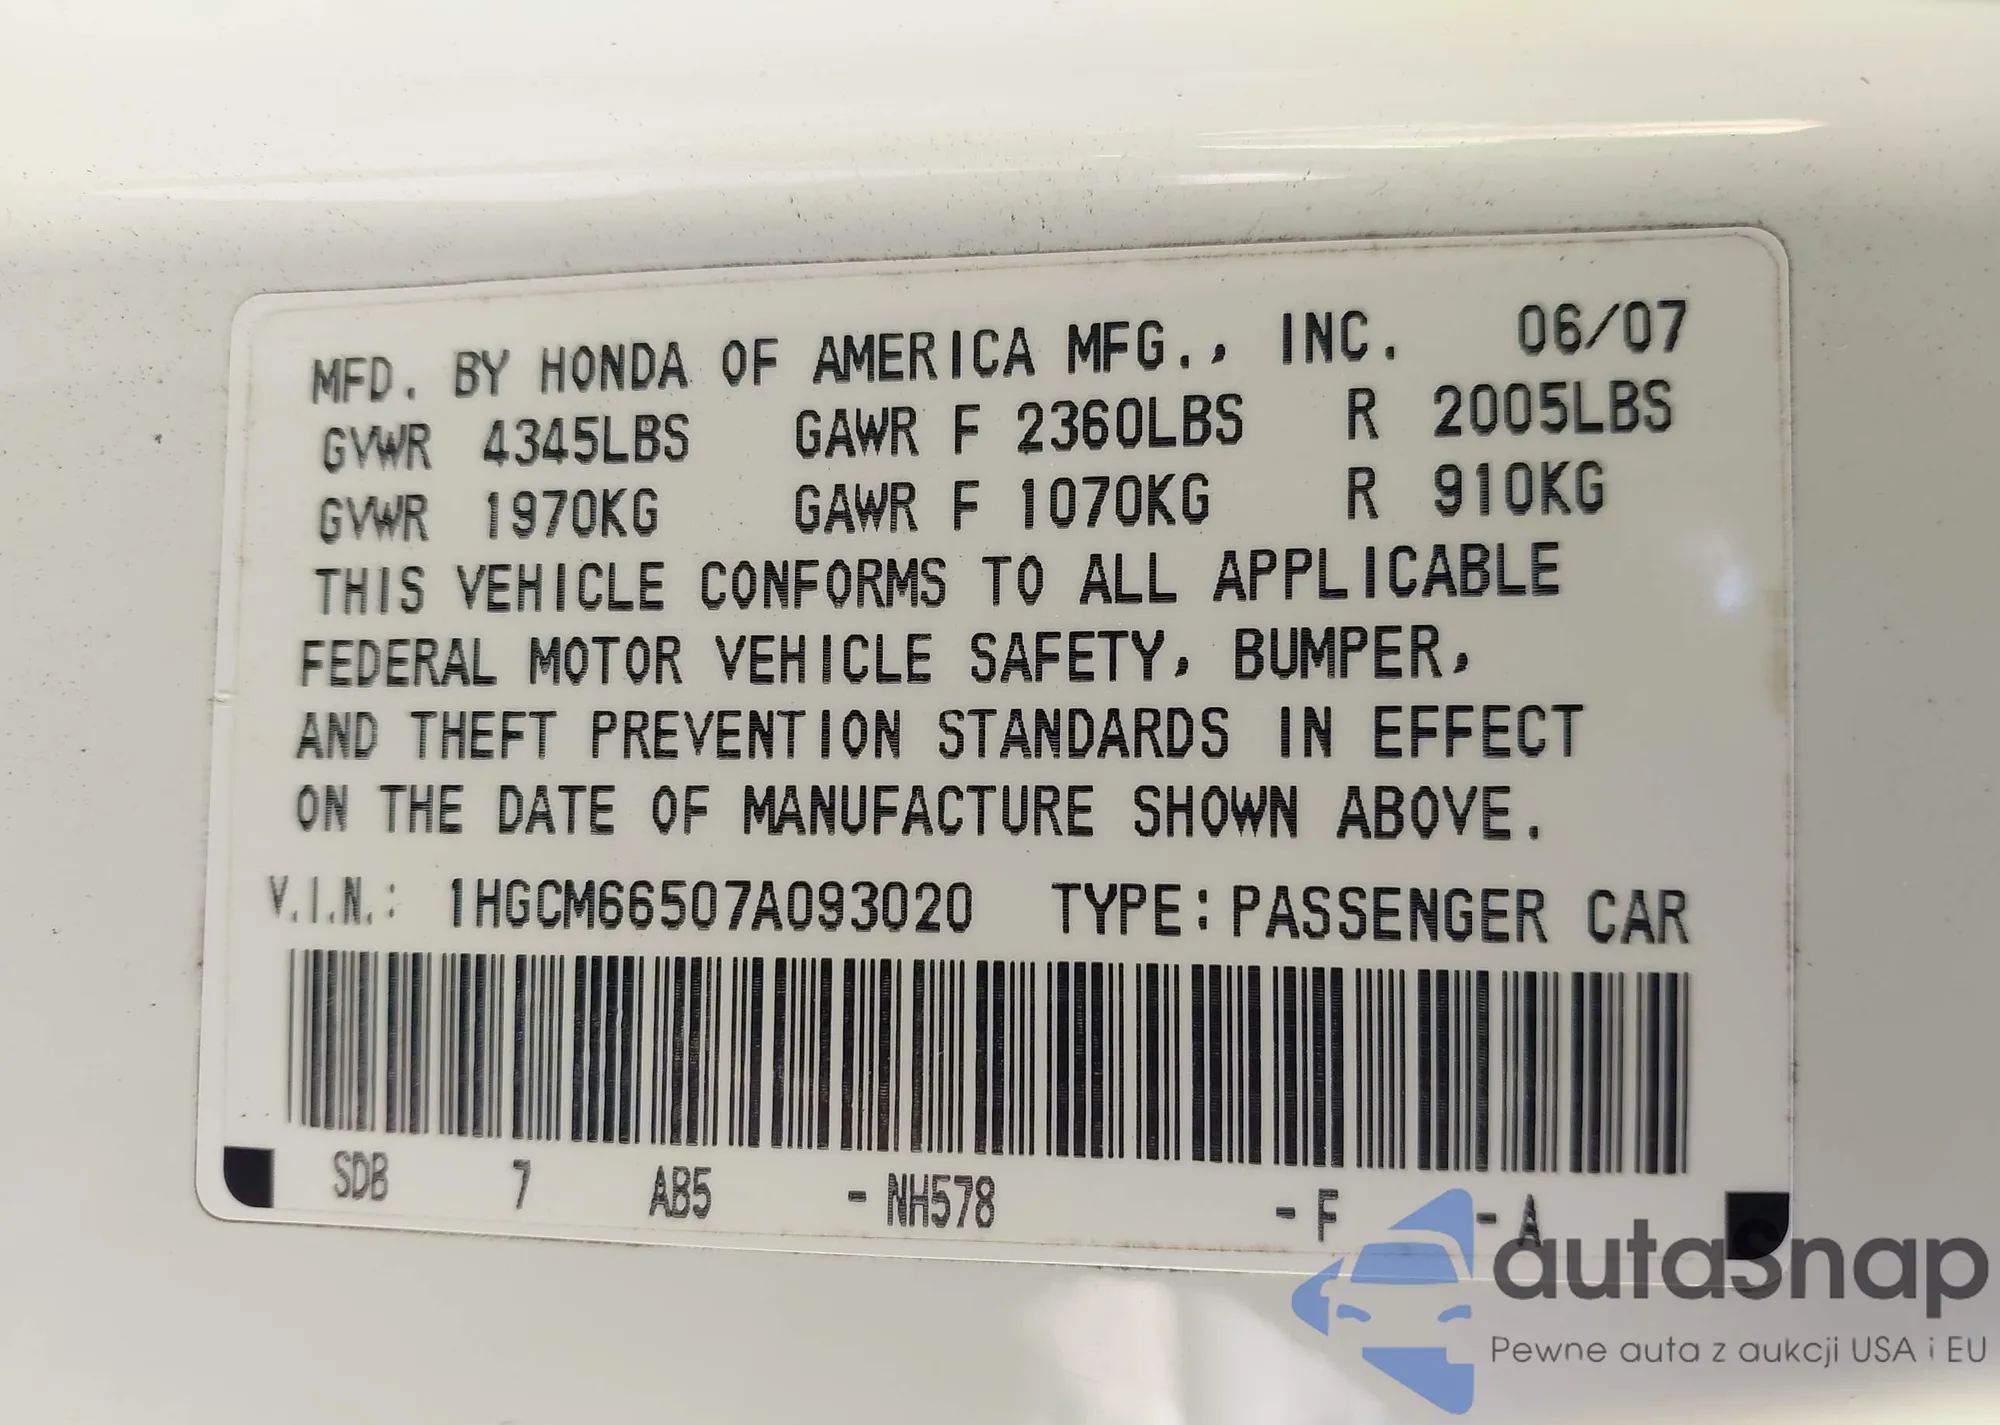 MFD. BY HONDA OF AMERICA MFG., INC. 06/07
GVWR 4345LBS GAWR F 2360LBS R 2005LBS
GVWR 1970KG GAWR F 1070KG R 910KG
THIS VEHICLE CONFORMS TO ALL APPLICABLE
FEDERAL MOTOR VEHICLE SAFETY, BUMPER,
AND THEFT PREVENTION STANDARDS IN EFFECT
ON THE DATE OF MANUFACTURE SHOWN ABOVE.
V.I.N.: 1HGCM66507A093020 TYPE:PASSENGER CAR
SDB 7 AB5 -NH578 -F -A
autasnap
Pewne auta z aukcji USA i EU